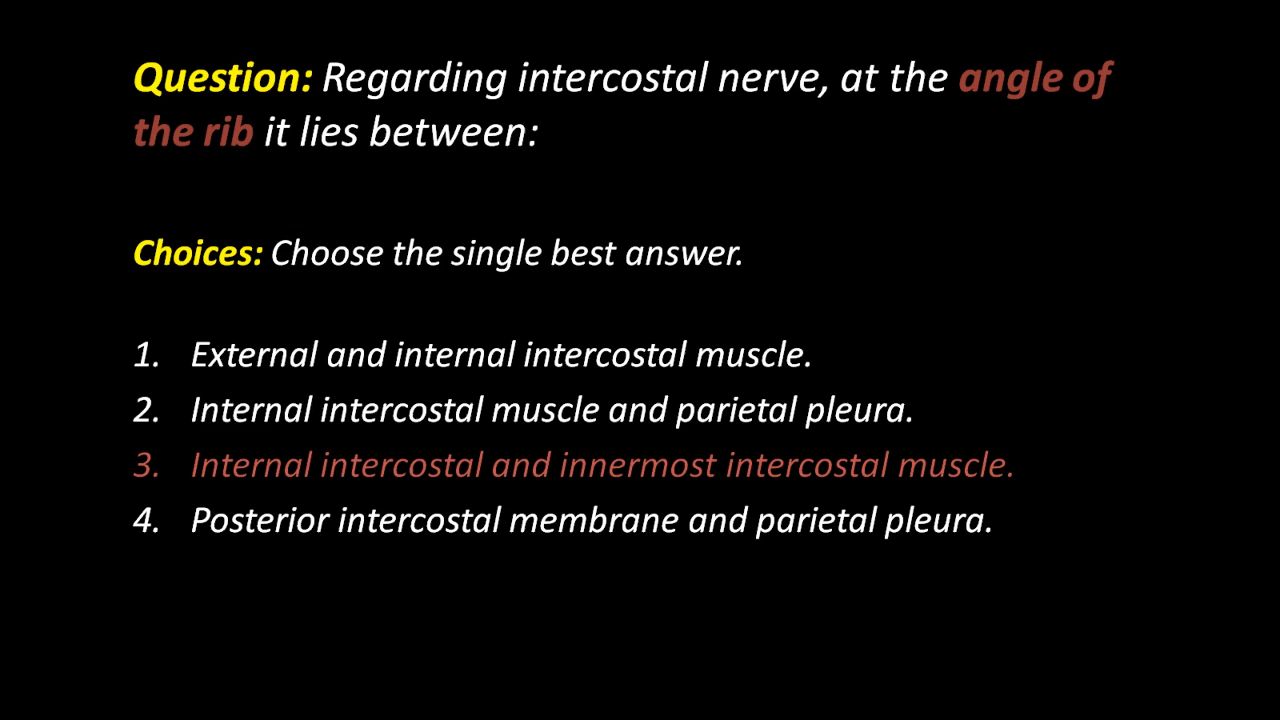 Question: Regarding intercostal nerve, at the angle of
the rib it lies between:
Choices: Choose the single best answer.
1. External and internal intercostal muscle.
2. Internal intercostal muscle and parietal pleura.
3. Internal intercostal and innermost intercostal muscle.
4. Posterior intercostal membrane and parietal pleura.